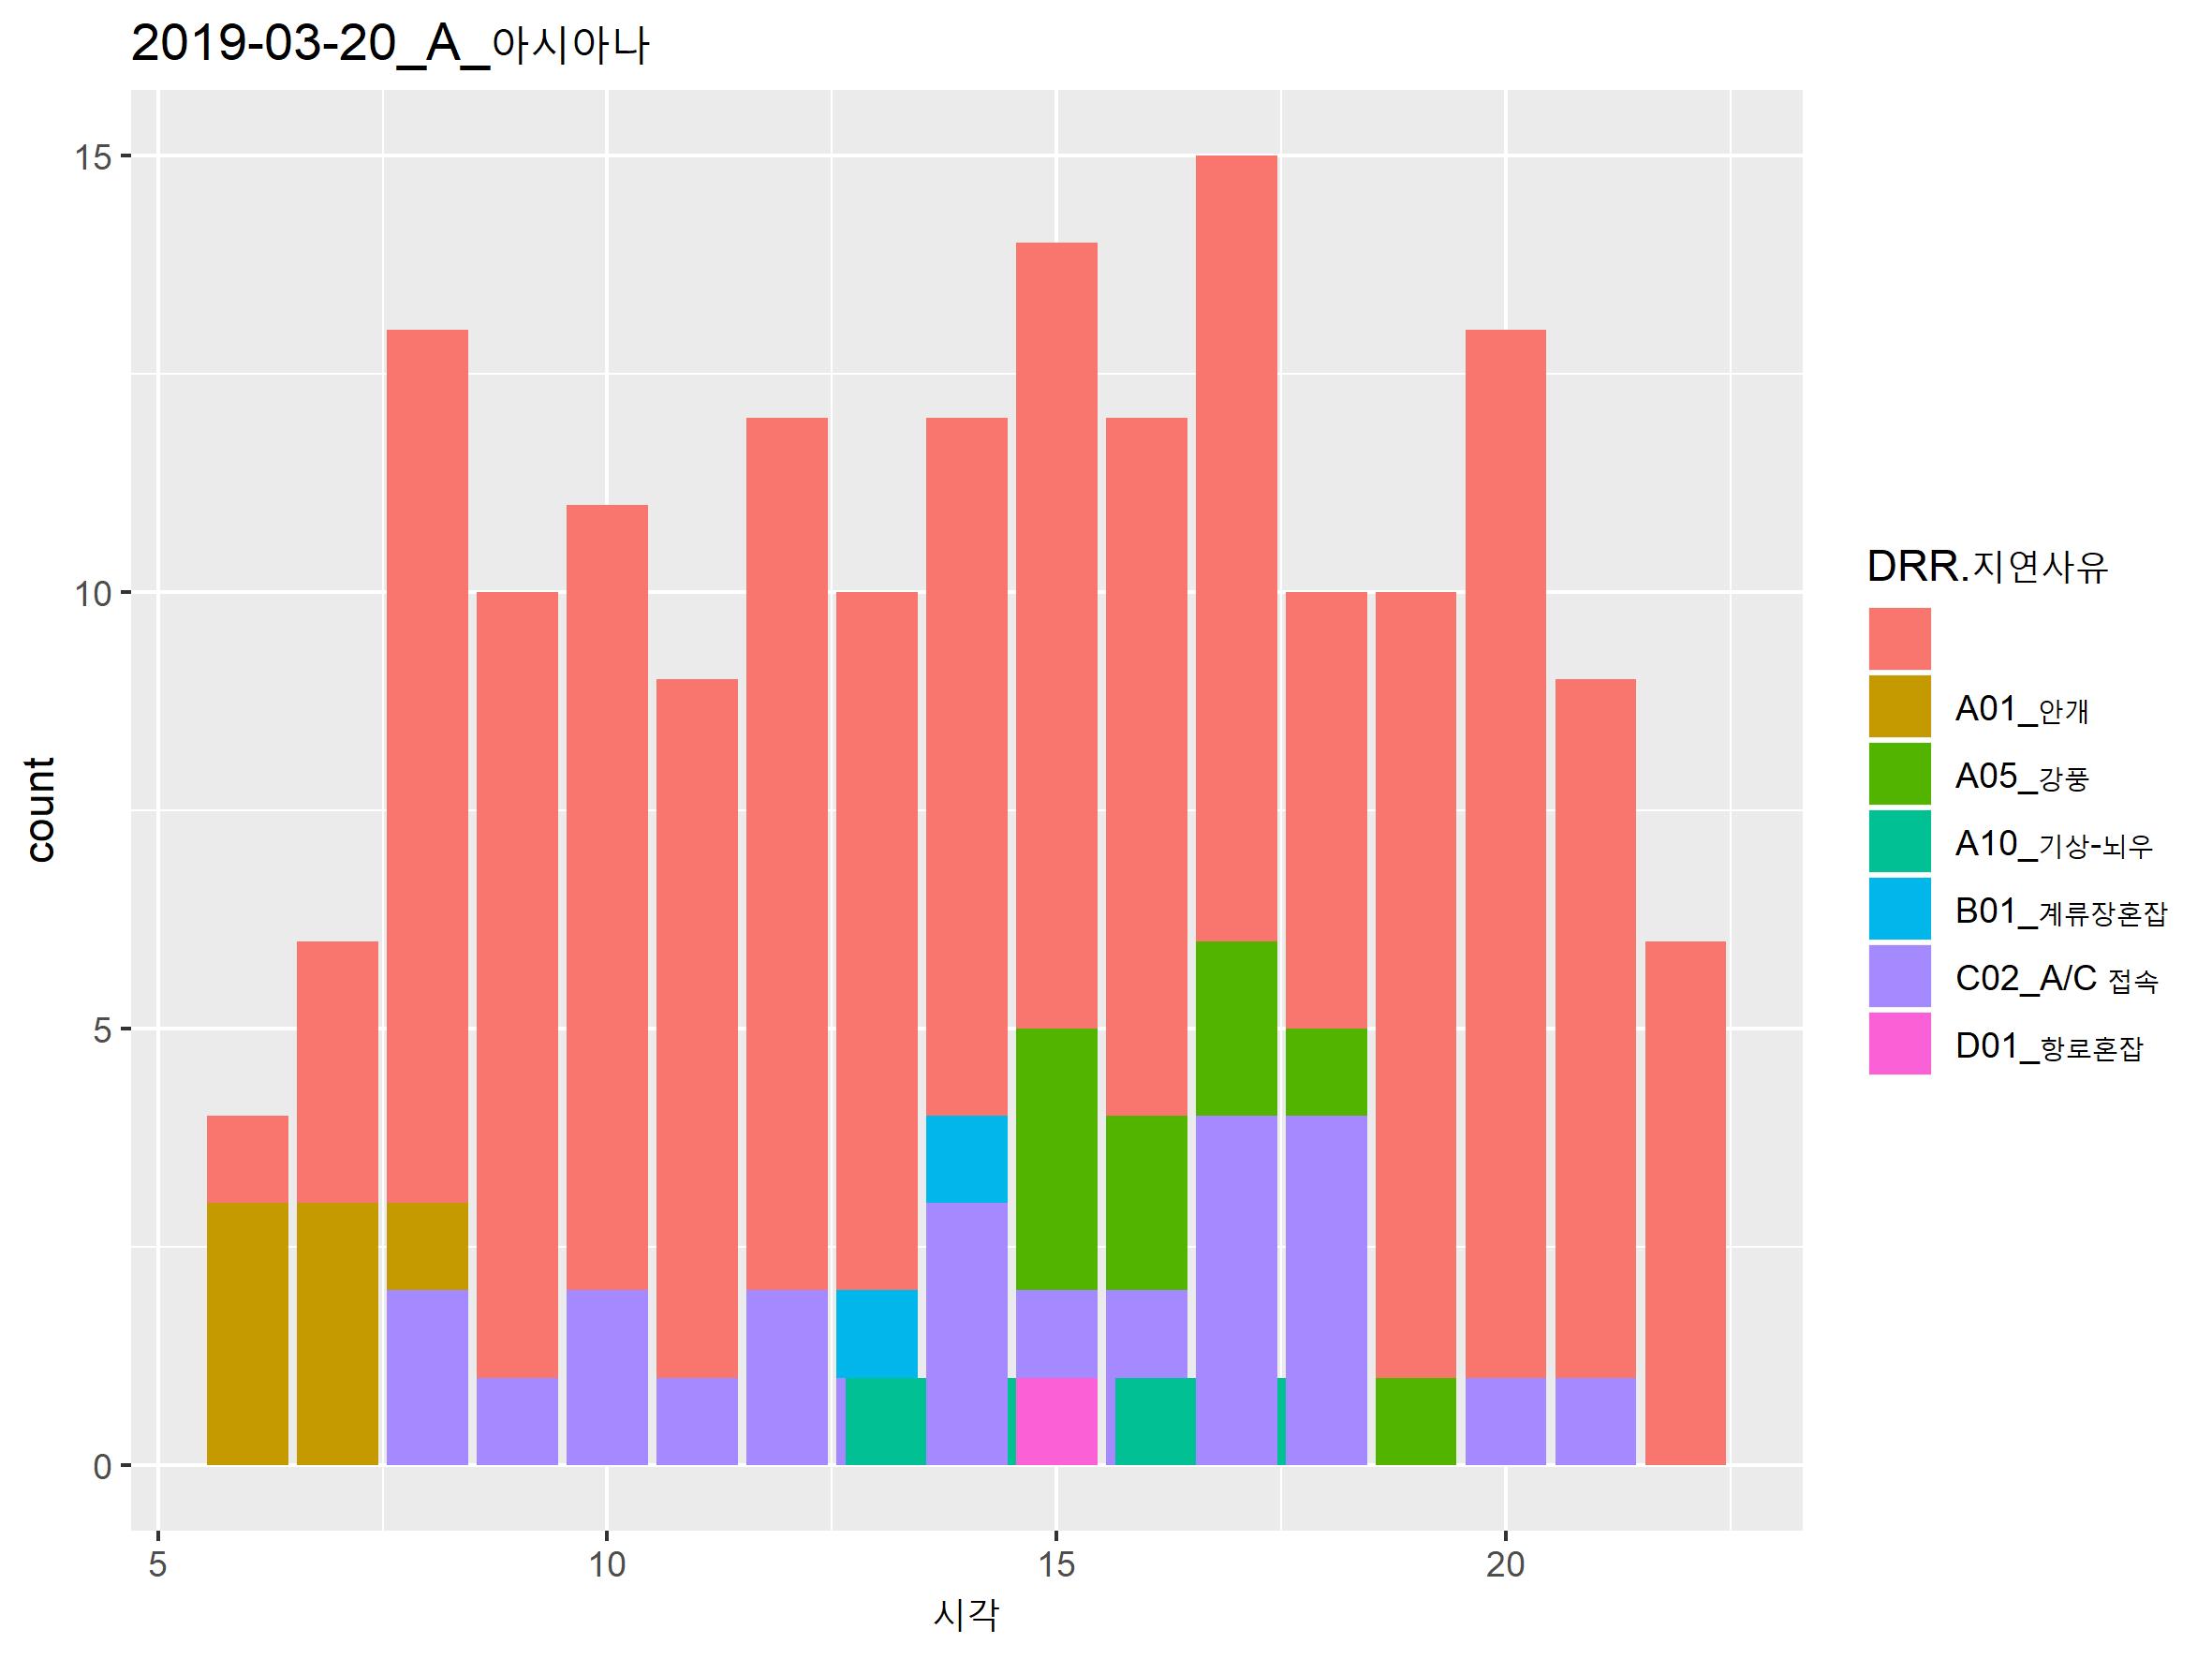 2019-03-20_A_아시아나
15
10
5
0
count
5 10 15 20
시각
DRR.지연사유
A01_안개
A05_강풍
A10_기상-뇌우
B01_계류장혼잡
C02_A/C 접속
D01_항로혼잡